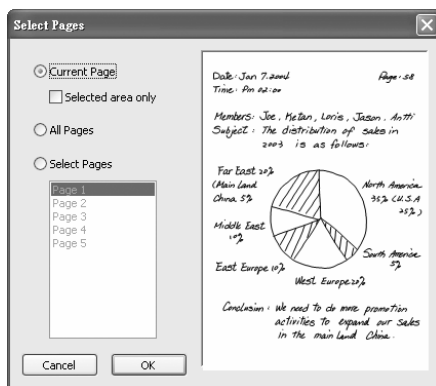 Select Pages
Current Page
Selected area only
All Pages
Select Pages
Page 1
Page 2
Page 3
Page 4
Page 5
Cancel
OK
Date: Jan 7. 2004
Page: 58
Time: Pm 02:00
Members: Joe, Ketan, Loris, Jason, Antti
Subject: The distribution of sales in
2003 is as follows:
Far East 20%
(Main Land
China 5%
North America
35% (U.S.A
25%)
Middle East
10%
South America
5%
East Europe 10%
West Europe 20%
Conclusion: We need to do more promotion
activities to expand our sales
in the main Land China.